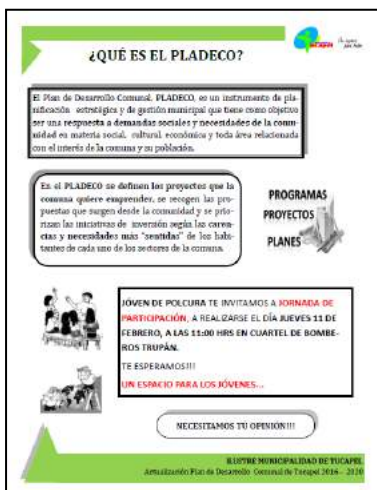 ¿QUÉ ES EL PLADECO?
El Plan de Desarrollo Comunal, PLADECO, es un instrumento de pla-
nificación estratégica y de gestión municipal que tiene como objetivo
ser una respuesta a demandas sociales y necesidades de la comu-
nidad en materia social, cultural, económica y toda área relacionada
con el interés de la comuna y su población.
En el PLADECO se definen los proyectos que la
comuna quiere emprender, se recogen las pro-
puestas que surgen desde la comunidad y se prio-
rizan las iniciativas de inversión según las caren-
cias y necesidades más "sentidas" de los habi-
tantes de cada uno de los sectores de la comuna.
PROGRAMAS
PROYECTOS
PLANES
JÓVEN DE POLCURA TE INVITAMOS A JORNADA DE
PARTICIPACIÓN, A REALIZARSE EL DÍA JUEVES 11 DE
FEBRERO, A LAS 11:00 HRS EN CUARTEL DE BOMBE-
ROS TRUPÁN.
TE ESPERAMOS!!!
UN ESPACIO PARA LOS JÓVENES...
NECESITAMOS TU OPINIÓN!!!
ILUSTRE MUNICIPALIDAD DE TUCAPEL
Actualización Plan de Desarrollo Comunal de Tucapel 2016 - 2020